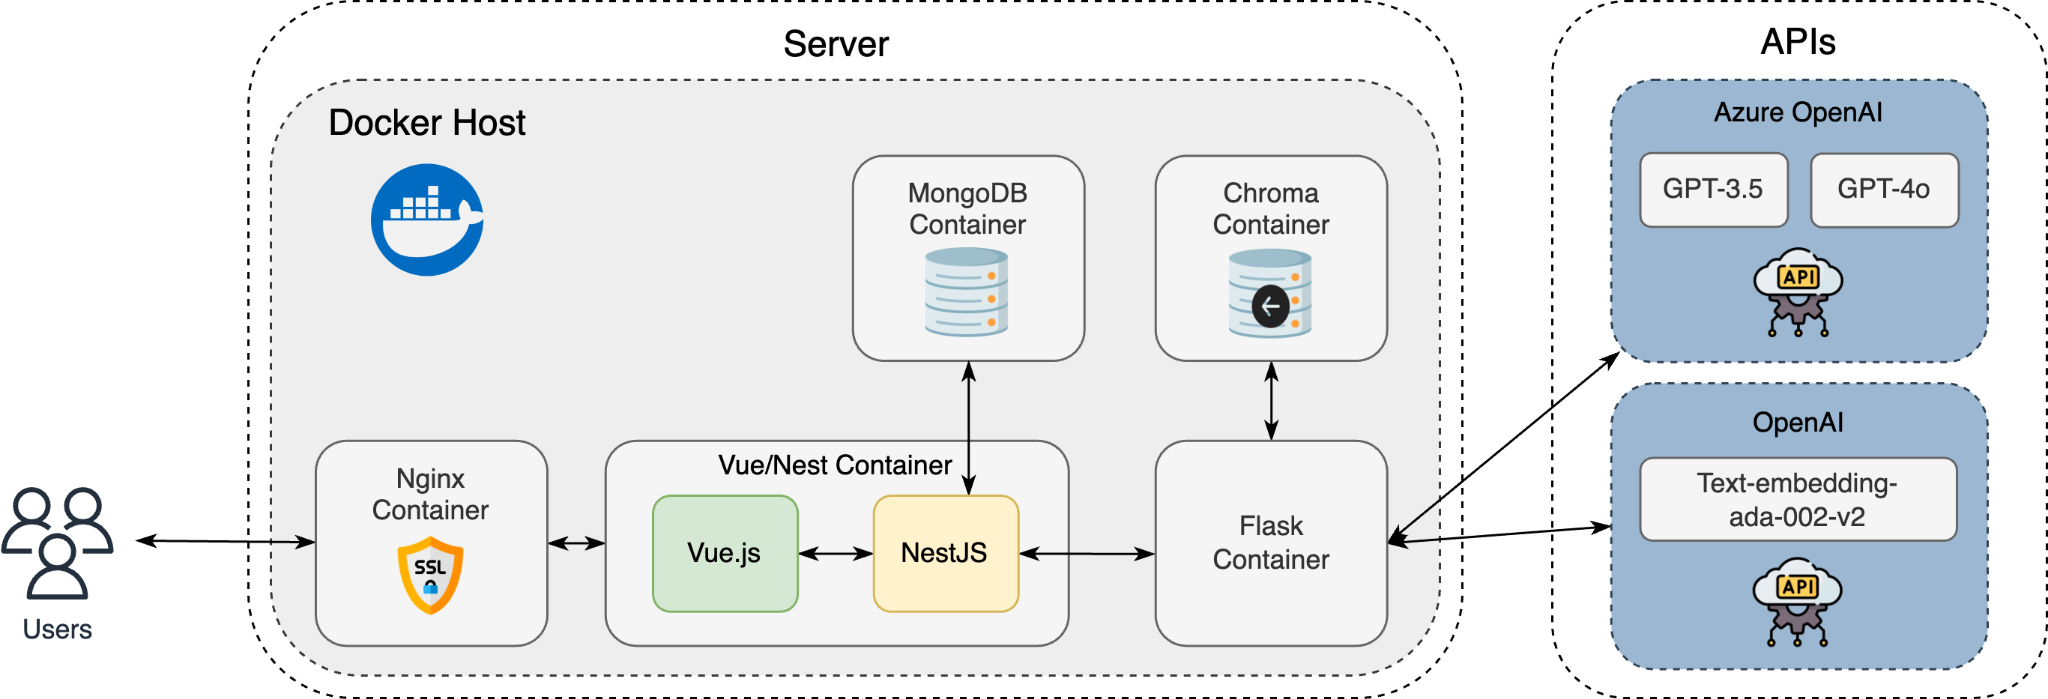 Server
APIs
Docker Host
Azure OpenAI
MongoDB
Container
Chroma
Container
GPT-3.5
GPT-4o
API
Nginx
Container
SSL
Vue/Nest Container
Vue.js
NestJS
Flask
Container
OpenAI
Text-embedding-
ada-002-v2
API
Users